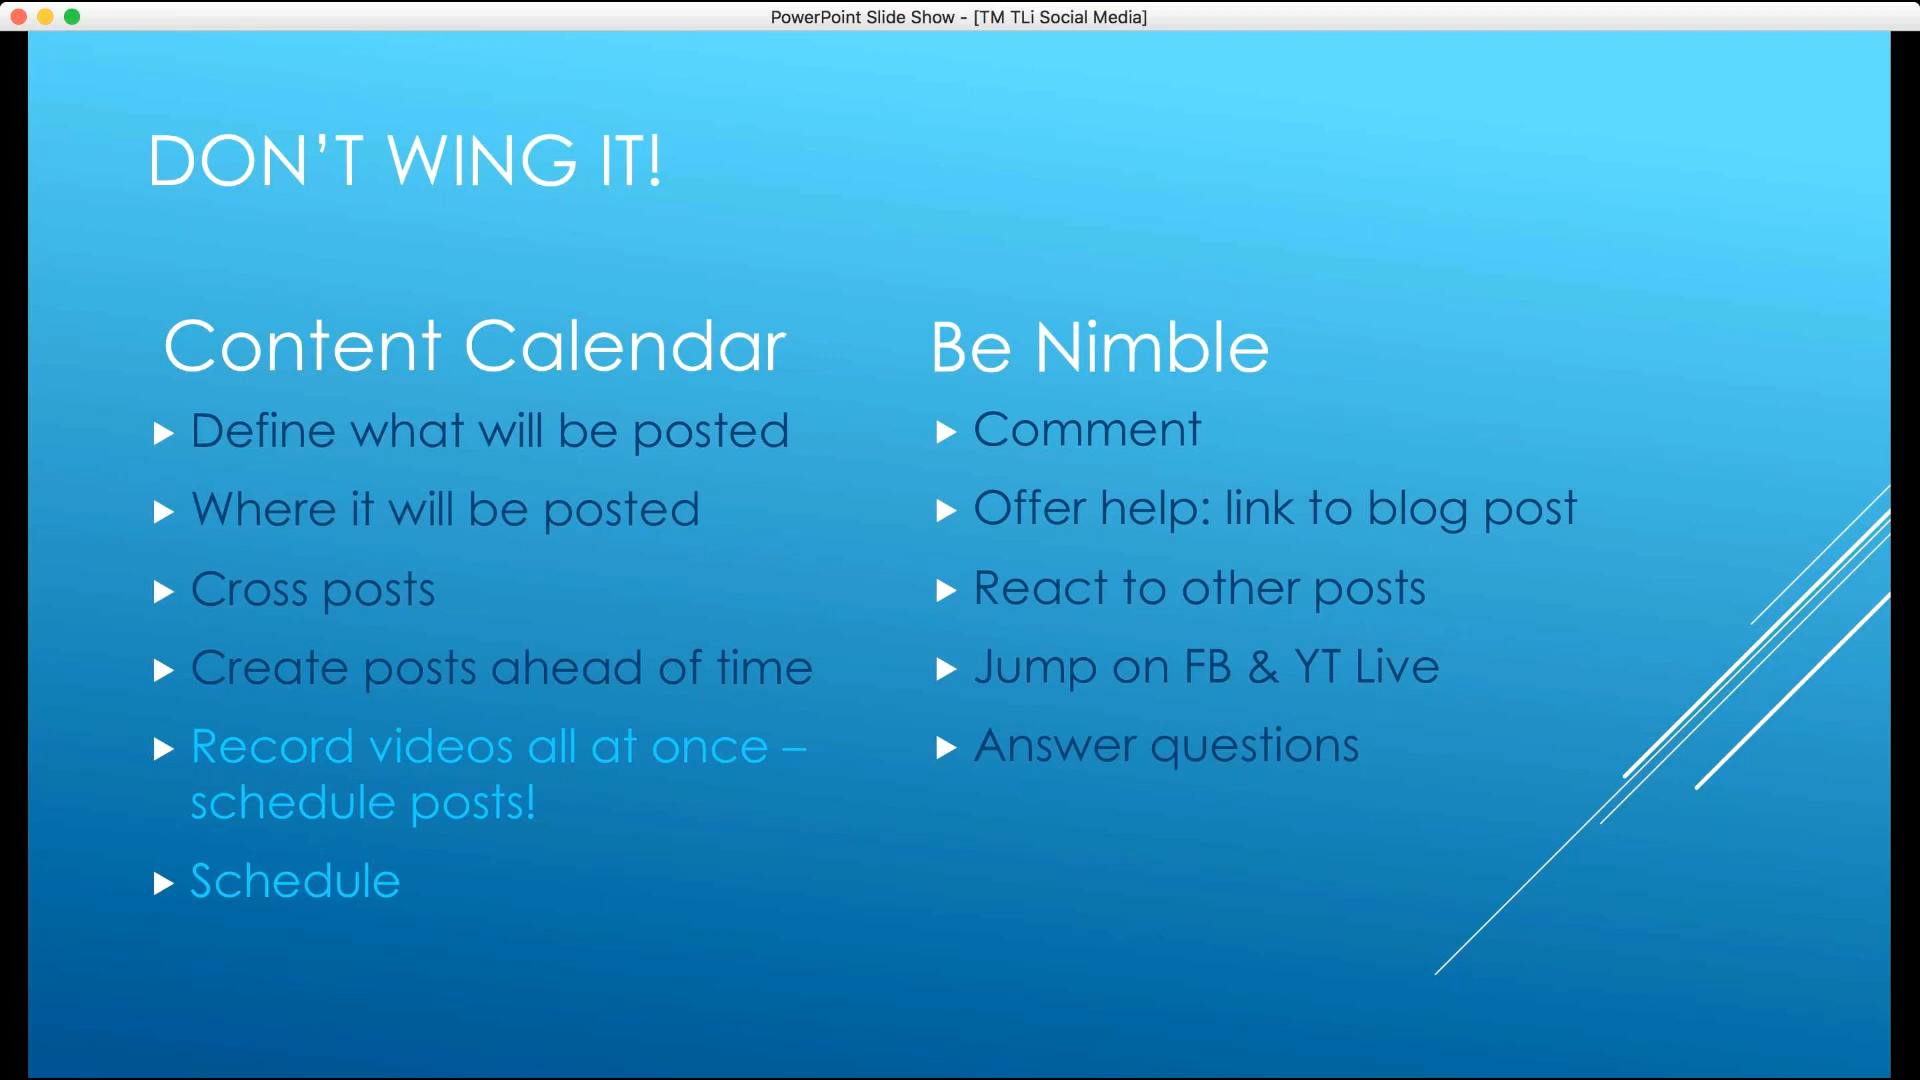 PowerPoint Slide Show - [TM TLi Social Media]
DON’T WING IT!
Content Calendar
Define what will be posted
Where it will be posted
Cross posts
Create posts ahead of time
Record videos all at once –
schedule posts!
Schedule
Be Nimble
Comment
Offer help: link to blog post
React to other posts
Jump on FB & YT Live
Answer questions